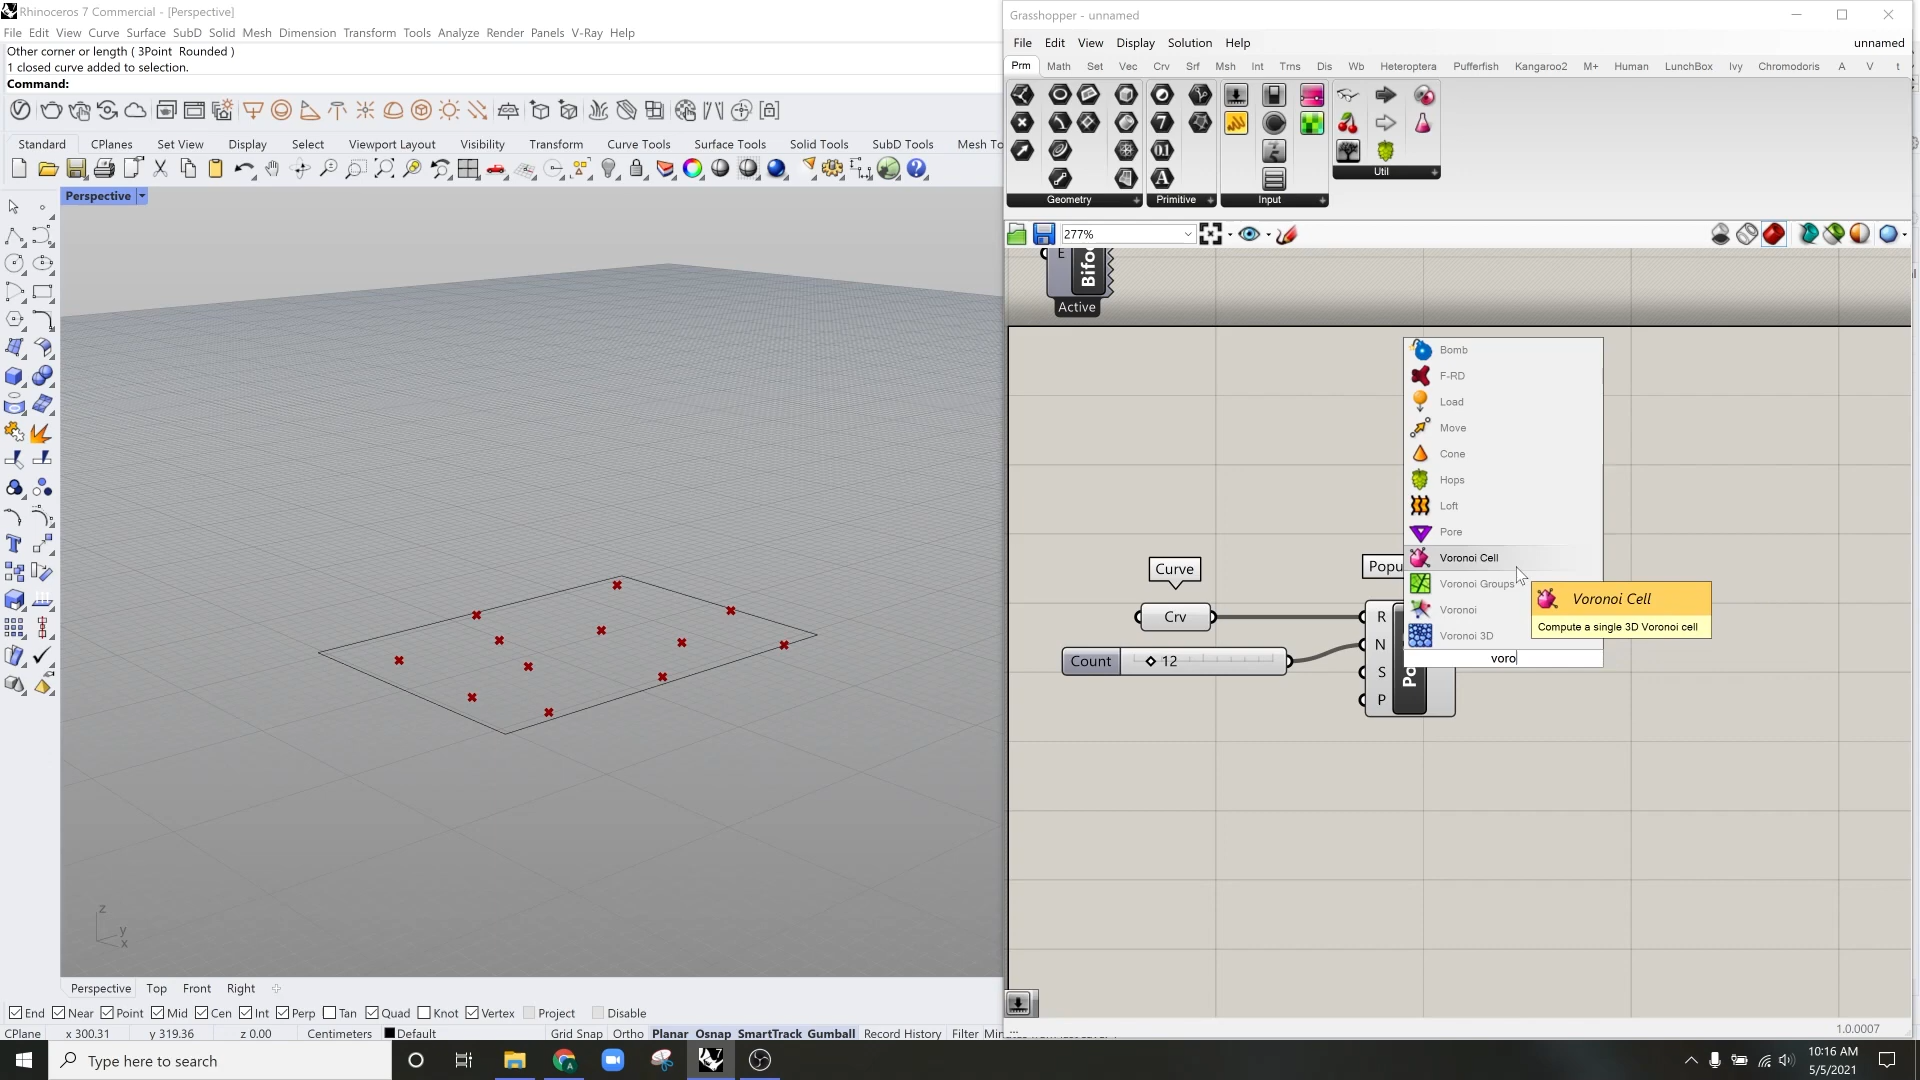 Rhinoceros 7 Commercial - [Perspective]
File Edit View Curve Surface SubD Solid Mesh Dimension Transform Tools Analyze Render Panels V-Ray Help
Other coror or length ( 3Point Rounded )
1 closed curve added to selection.
Command:
Standard CPlanes Set View Display Select Viewport Layout Visibility Transform Curve Tools Surface Tools Solid Tools SubD Tools Mesh To
Perspective
z
y
x
Perspective Top Front Right
End Near Point Mid Cen Int Perp Tan Quad Knot Vertex Project Disable
CPlane x 300.31 y 319.36 z 0.00 Centimeters Default Grid Snap Ortho Planar Osnap SmartTrack Gumball Record History Filter
Grasshopper - unnamed
File Edit View Display Solution Help unnamed
Prm Math Set Vec Crv Srf Msh Int Trns Dis Wb Heteroptera Pufferfish Kangaroo2 M+ Human LunchBox Ivy Chromodoris A V t
Geometry Primitive Input Util
277%
E Bifo
Active
Bomb
F-RD
Load
Move
Cone
Hops
Loft
Pore
Voronoi Cell
Voronoi Groups
Voronoi
Voronoi 3D
voro
Voronoi Cell
Compute a single 3D Voronoi cell
Curve
Popu
Crv
Count 12
R
N
S
P
Po
...
1.0.0007
Type here to search
10:16 AM
5/5/2021